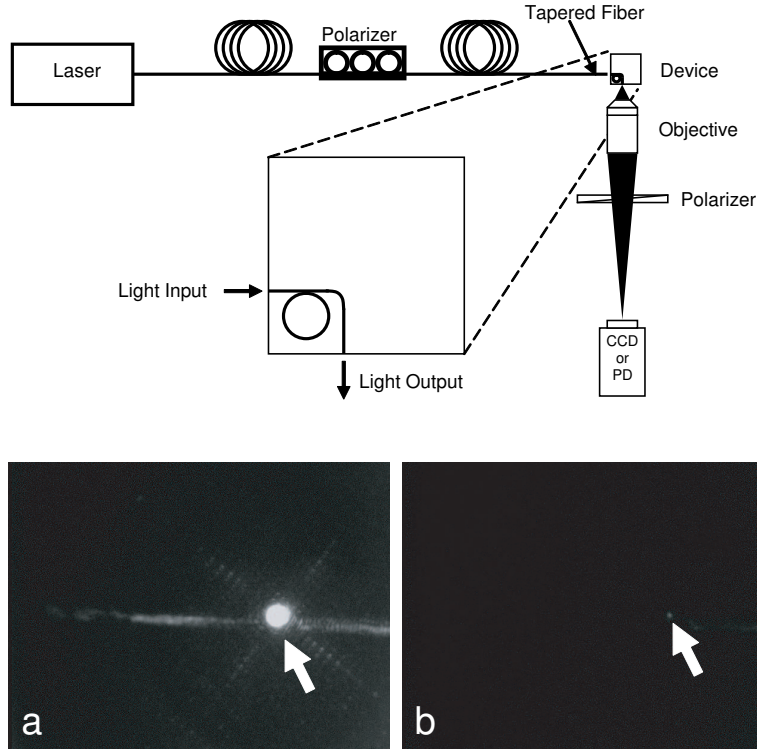 Tapered Fiber
Polarizer
Laser
Device
Objective
Polarizer
Light Input
CCD
or
PD
Light Output
a
b